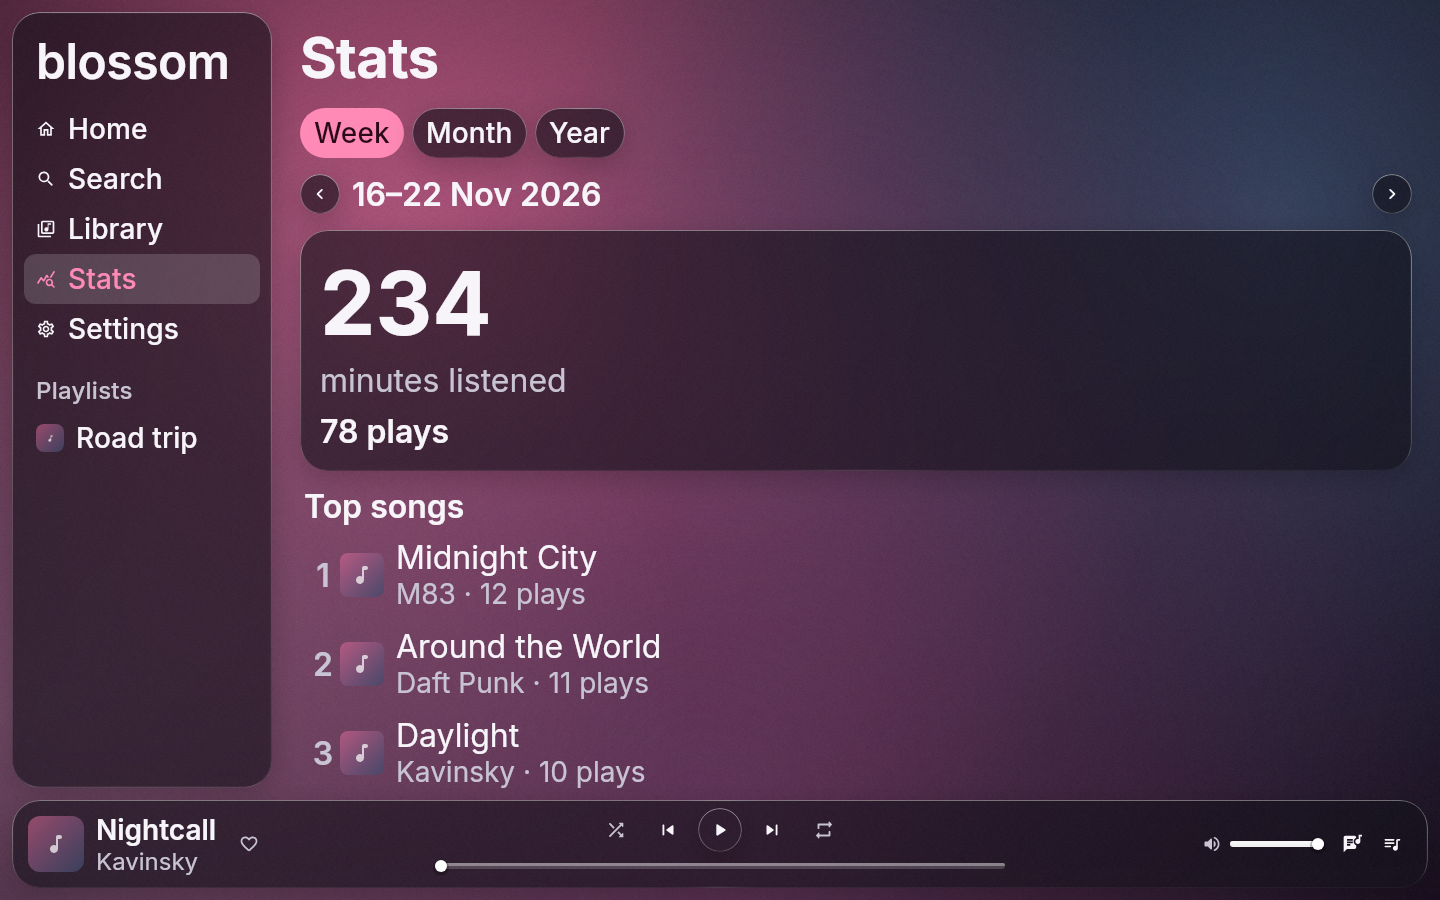 blossom
Home
Search
Library
Stats
Settings
Playlists
Road trip
Stats
Week
Month
Year
16–22 Nov 2026
234
minutes listened
78 plays
Top songs
1
Midnight City
M83 · 12 plays
2
Around the World
Daft Punk · 11 plays
3
Daylight
Kavinsky · 10 plays
Nightcall
Kavinsky